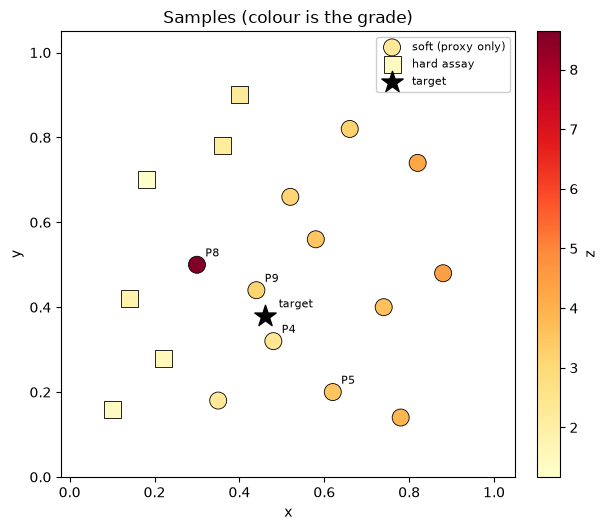 Samples (colour is the grade)
soft (proxy only)
hard assay
target
P8
P9
target
P4
P5
1.0
0.8
0.6
0.4
0.2
0.0
y
0.0 0.2 0.4 0.6 0.8 1.0
x
8
7
6
5
4
3
2
z